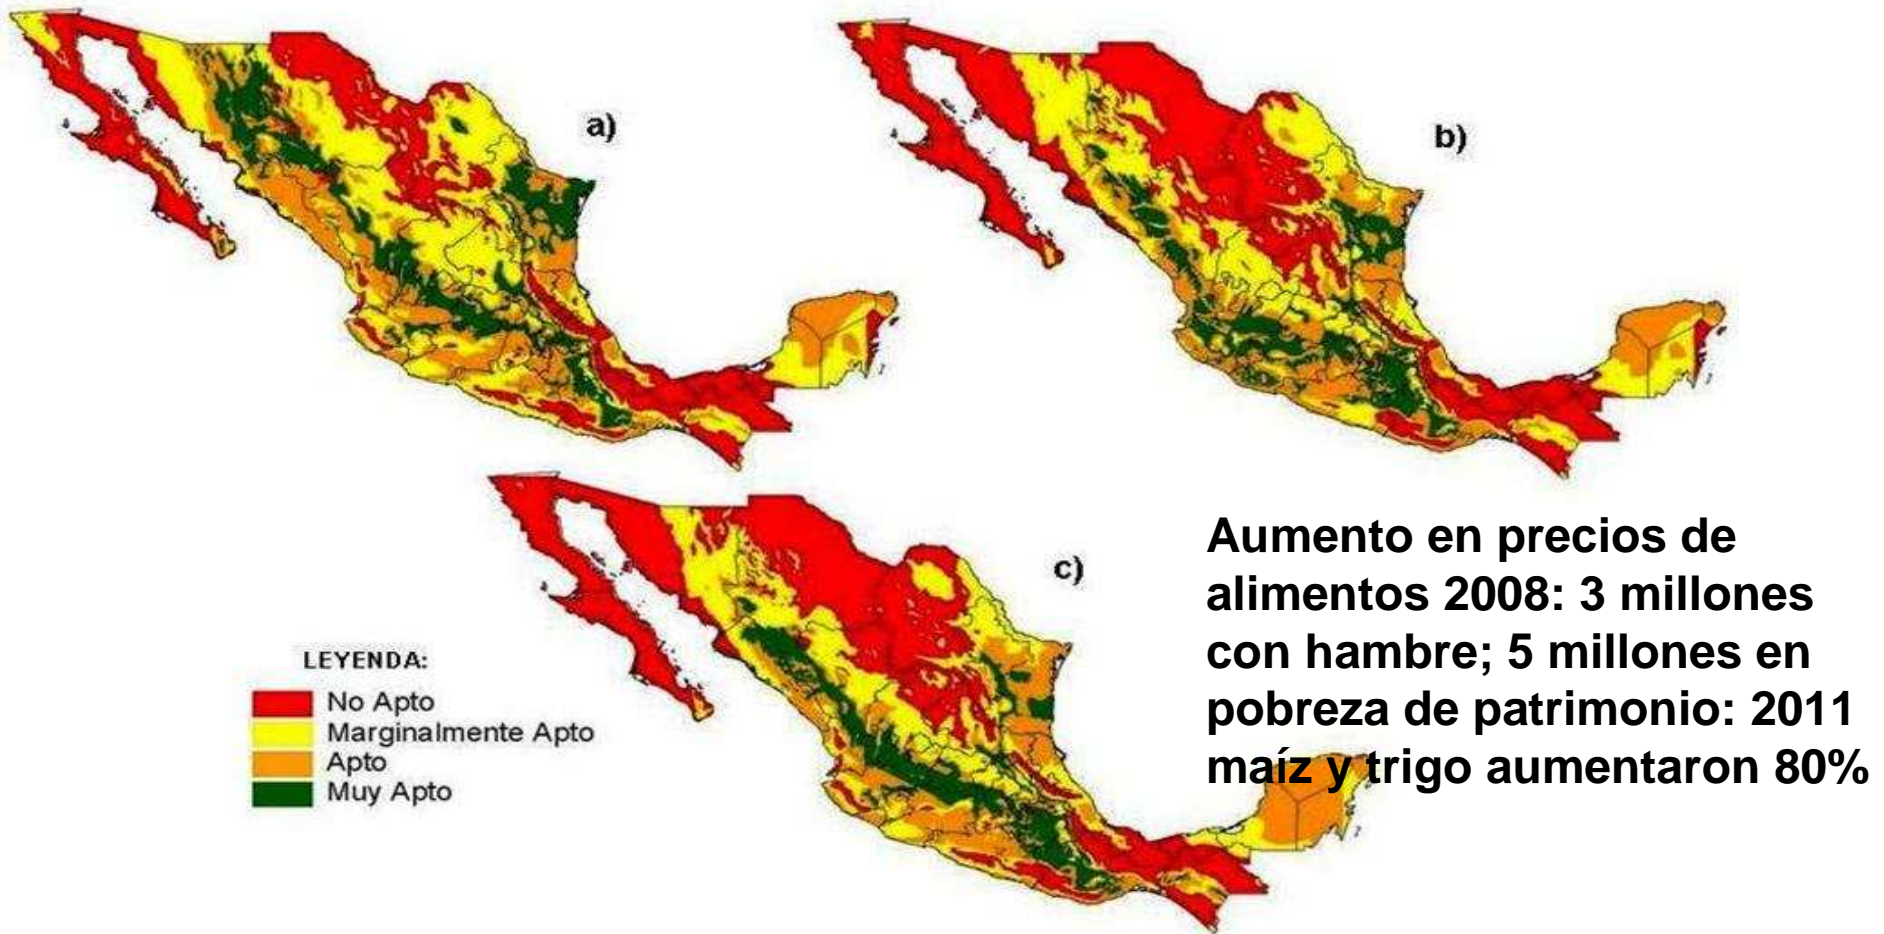 a)
b)
c)
Aumento en precios de
alimentos 2008: 3 millones
con hambre; 5 millones en
pobreza de patrimonio: 2011
maíz y trigo aumentaron 80%
LEYENDA:
No Apto
Marginalmente Apto
Apto
Muy Apto